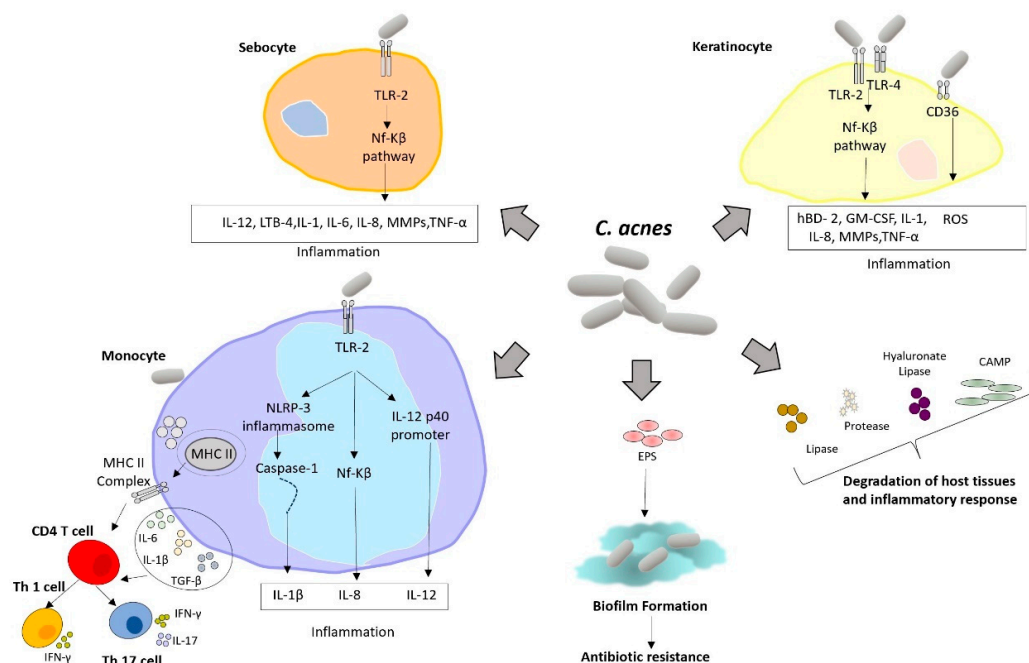 Sebocyte
TLR-2
Nf-Kβ
pathway
IL-12, LTB-4,IL-1, IL-6, IL-8, MMPs,TNF-α
Inflammation
Keratinocyte
TLR-2
TLR-4
CD36
Nf-Kβ
pathway
hBD- 2, GM-CSF, IL-1,
IL-8, MMPs,TNF-α
ROS
Inflammation
C. acnes
Monocyte
TLR-2
NLRP-3
inflammasome
IL-12 p40
promoter
Caspase-1
Nf-Kβ
MHC II
MHC II
Complex
CD4 T cell
IL-6
IL-1β
TGF-β
Th 1 cell
IFN-γ
IFN-γ
IL-17
Th 17 cell
IL-1β
IL-8
IL-12
Inflammation
EPS
Biofilm Formation
Antibiotic resistance
Lipase
Protease
Hyaluronate
Lipase
CAMP
Degradation of host tissues
and inflammatory response